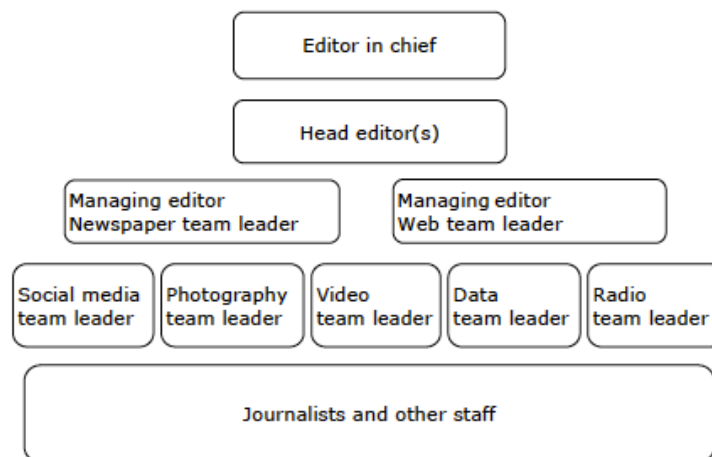 Editor in chief
Head editor(s)
Managing editor
Newspaper team leader
Managing editor
Web team leader
Social media
team leader
Photography
team leader
Video
team leader
Data
team leader
Radio
team leader
Journalists and other staff